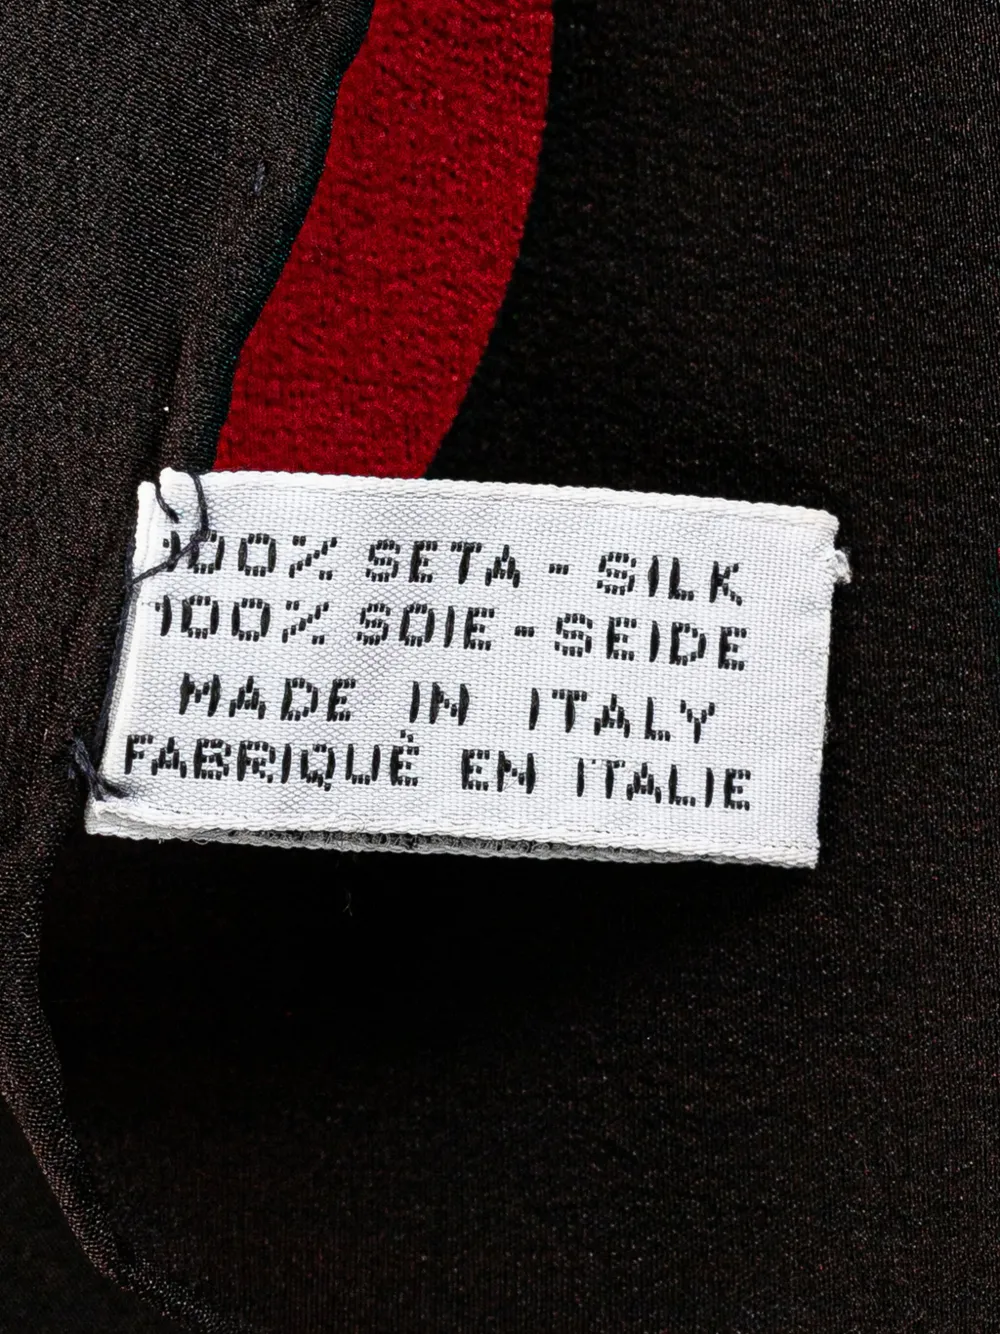 100% SETA - SILK
100% SOIE - SEIDE
MADE IN ITALY
FABRIQUÉ EN ITALIE